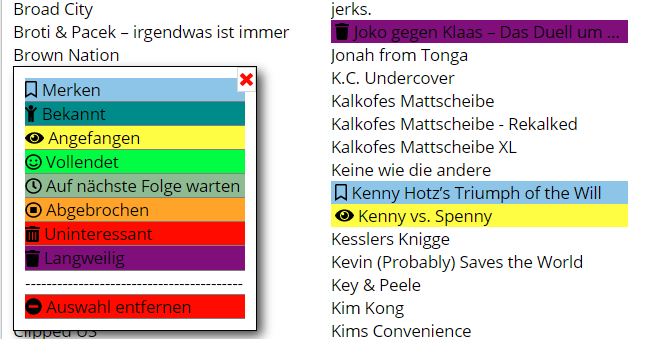 Broad City
Broti & Pacek – irgendwas ist immer
Brown Nation
Merken
Bekannt
Angefangen
Vollendet
Auf nächste Folge warten
Abgebrochen
Uninteressant
Langweilig
-----------------------------------------
Auswahl entfernen
Clipped US
jerks.
Joko gegen Klaas – Das Duell um ...
Jonah from Tonga
K.C. Undercover
Kalkofes Mattscheibe
Kalkofes Mattscheibe - Rekalked
Kalkofes Mattscheibe XL
Keine wie die andere
Kenny Hotz’s Triumph of the Will
Kenny vs. Spenny
Kesslers Knigge
Kevin (Probably) Saves the World
Key & Peele
Kim Kong
Kims Convenience